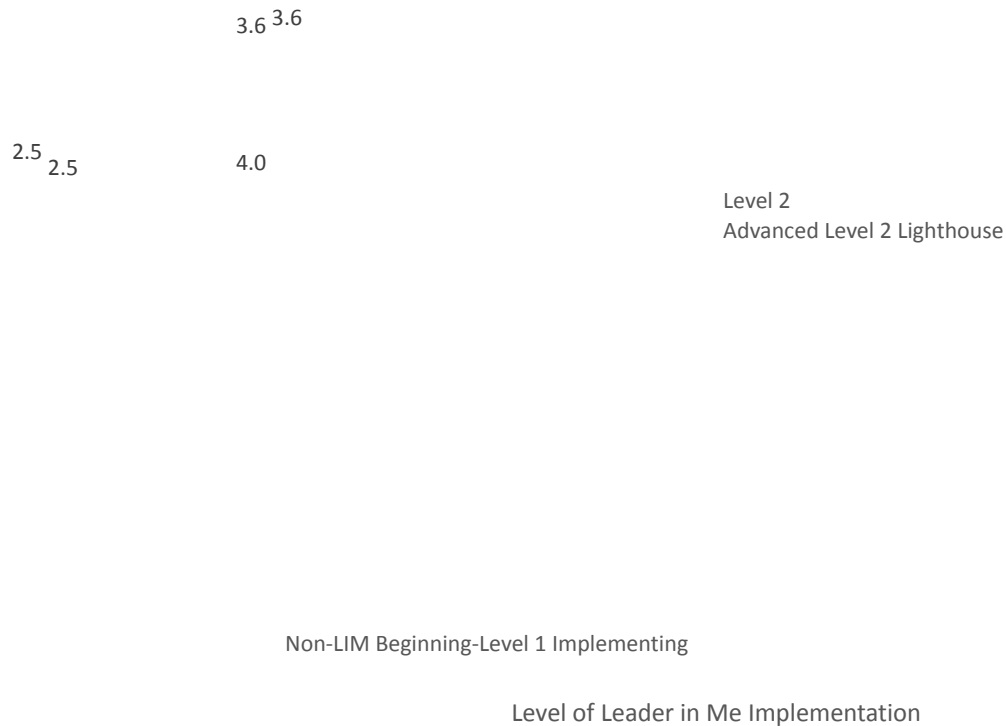 3.6 3.6
2.5
2.5
4.0
Level 2
Advanced Level 2 Lighthouse
Non-LIM Beginning-Level 1 Implementing
Level of Leader in Me Implementation